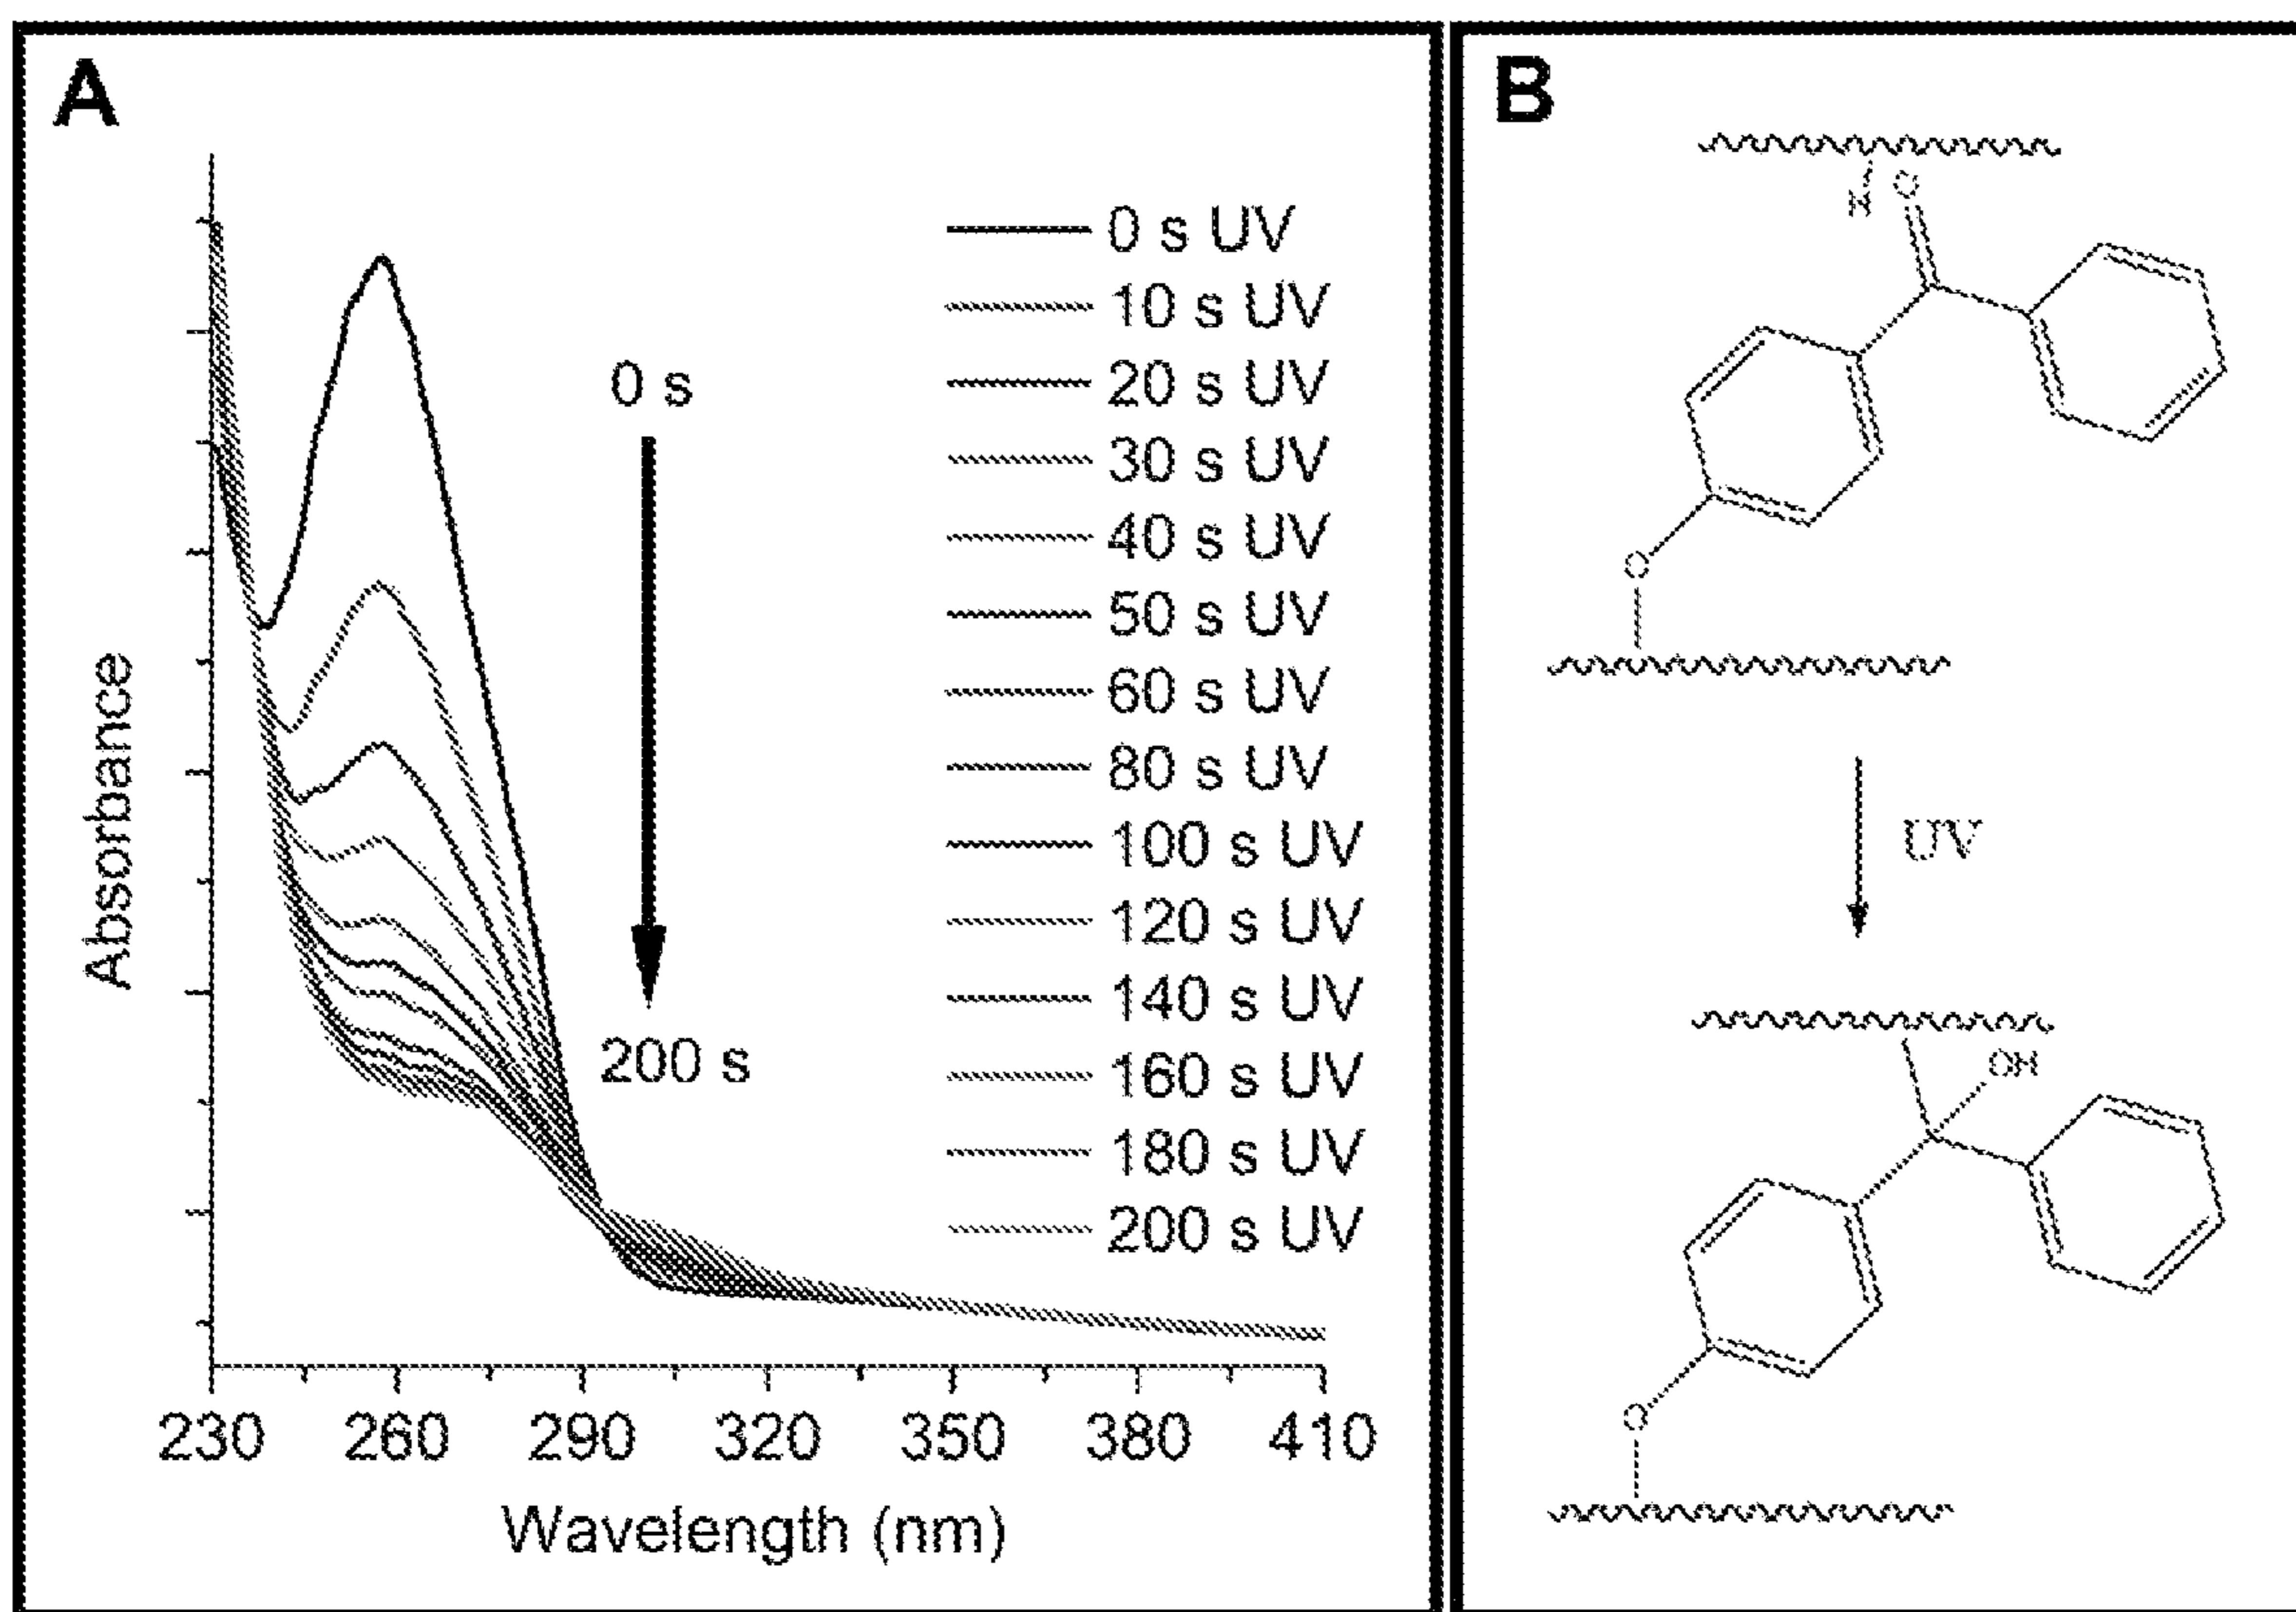 A
Absorbance
0 s
200 s
0 s UV
10 s UV
20 s UV
30 s UV
40 s UV
50 s UV
60 s UV
80 s UV
100 s UV
120 s UV
140 s UV
160 s UV
180 s UV
200 s UV
230 260 290 320 350 380 410
Wavelength (nm)
B
H O
O
UV
OH
O